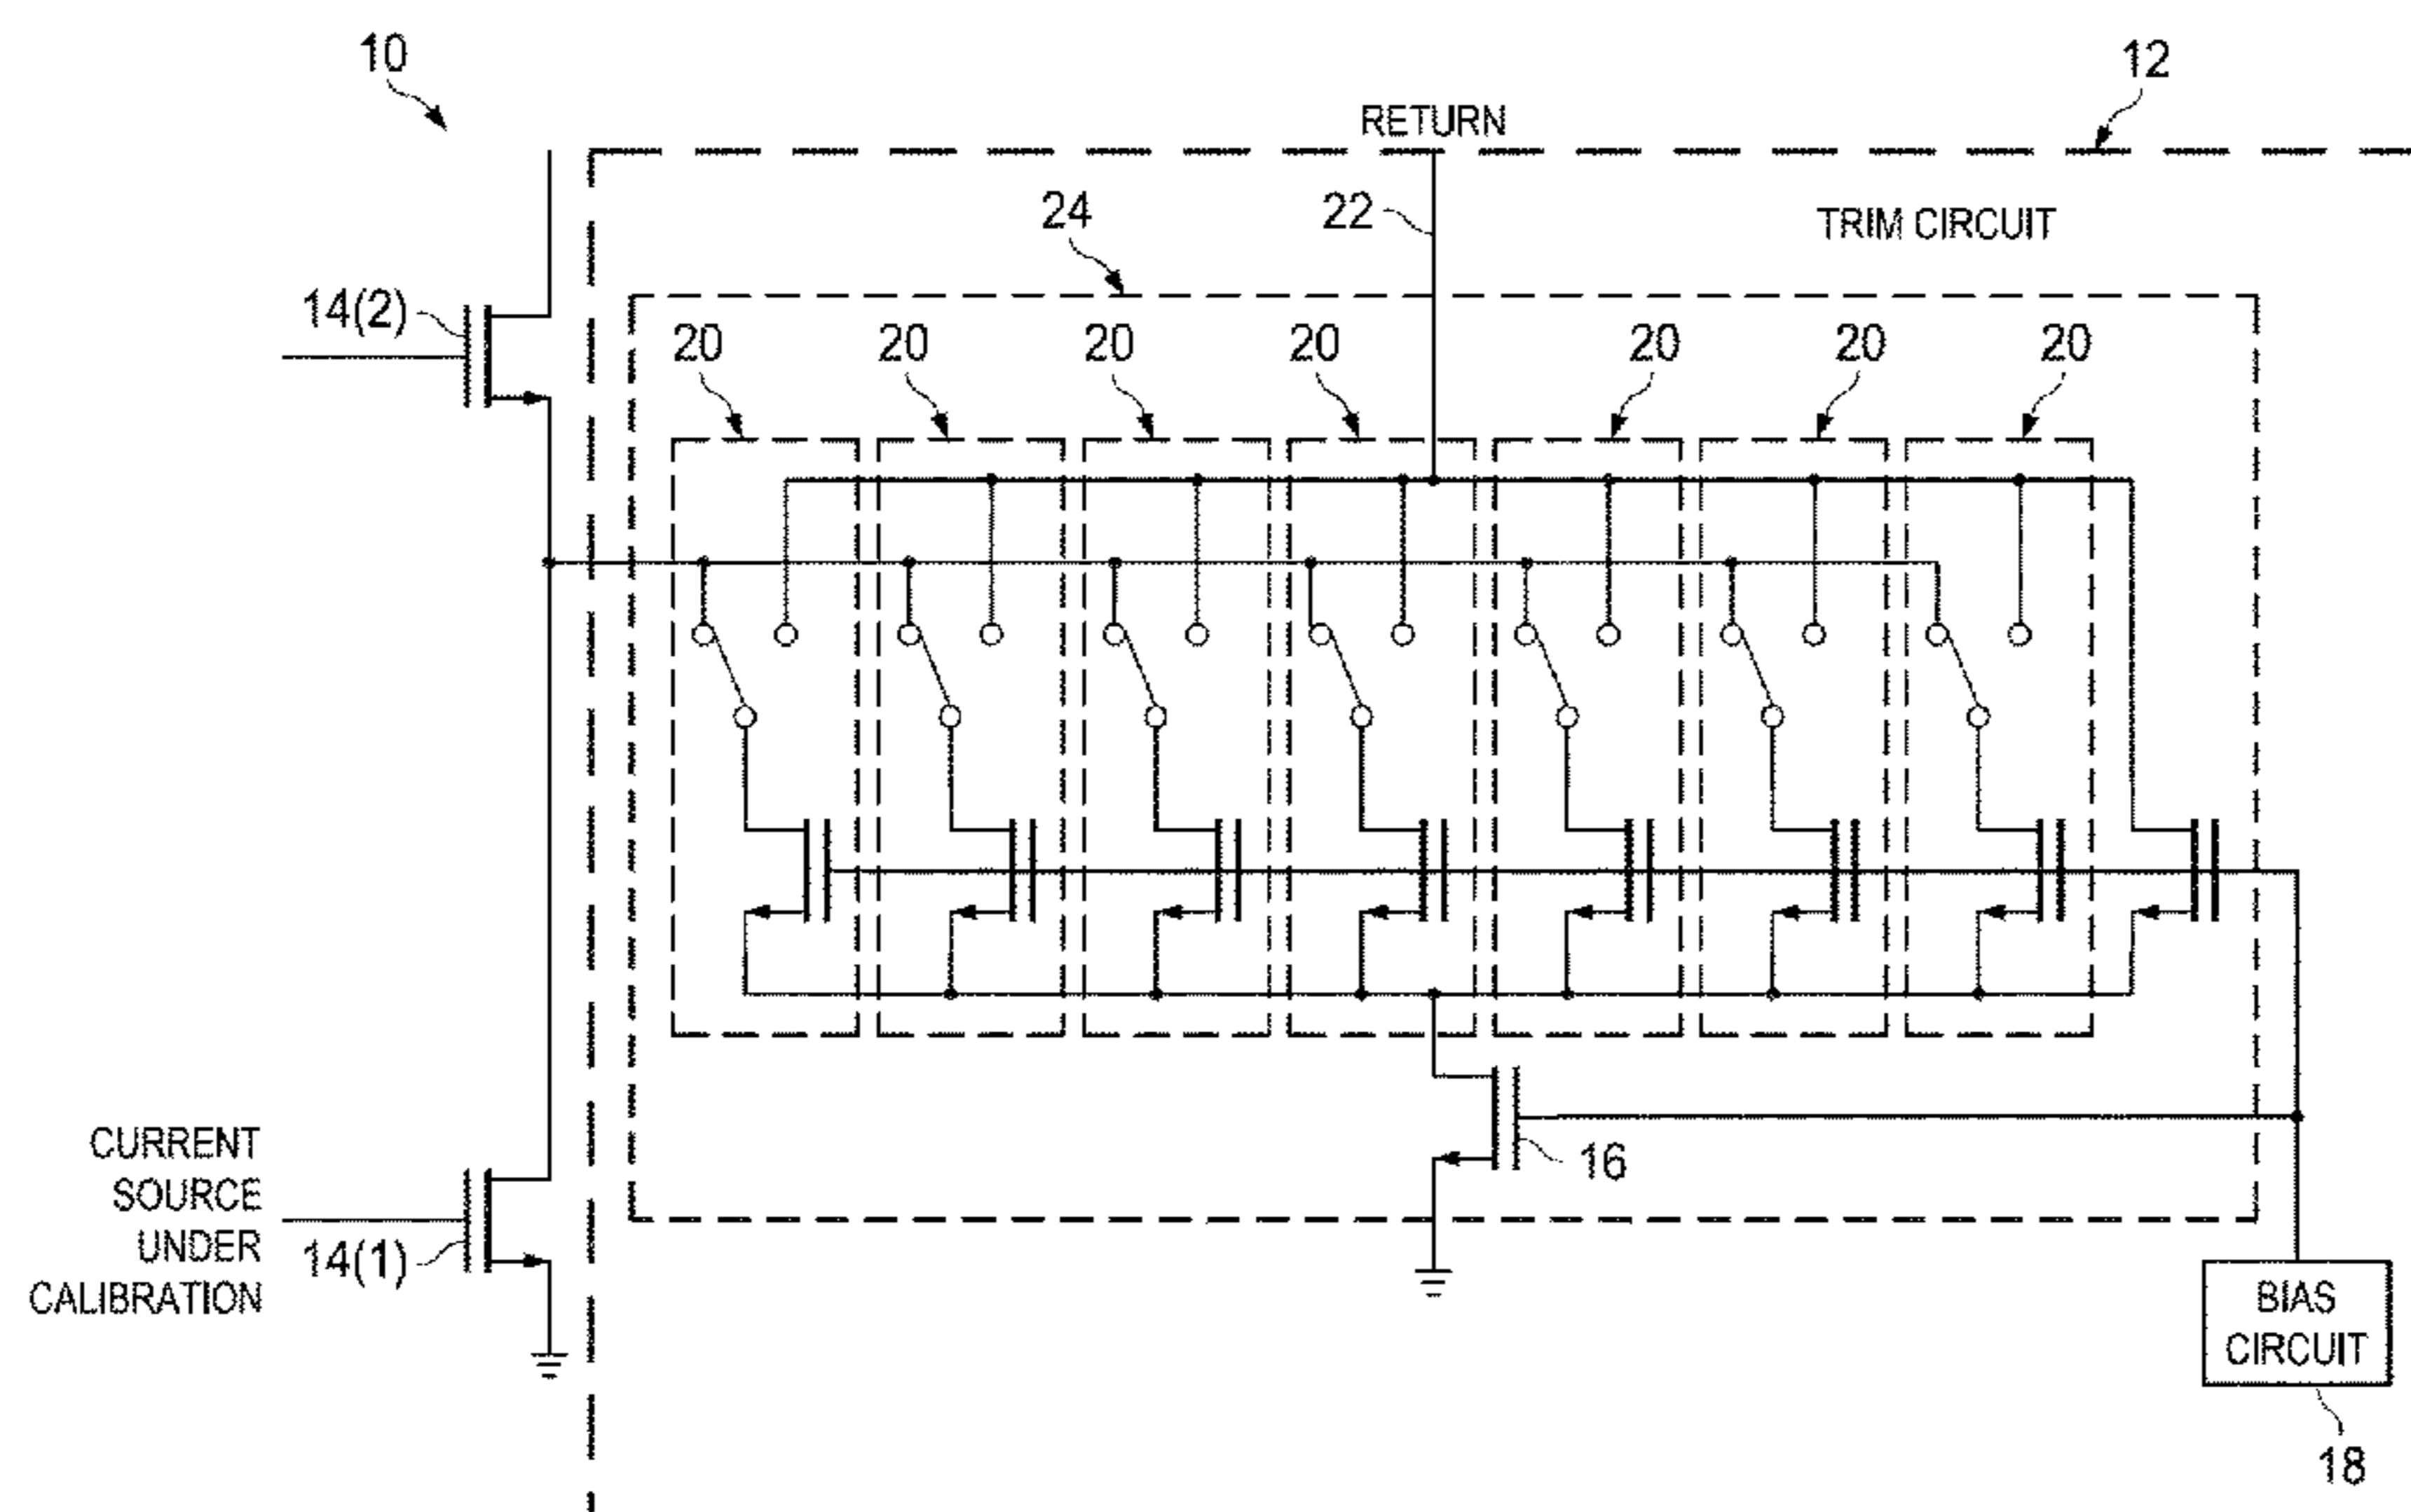 10
12
RETURN
24
22
TRIM CIRCUIT
14(2)
20
20
20
20
20
20
20
CURRENT
SOURCE
UNDER
CALIBRATION
14(1)
16
BIAS
CIRCUIT
18